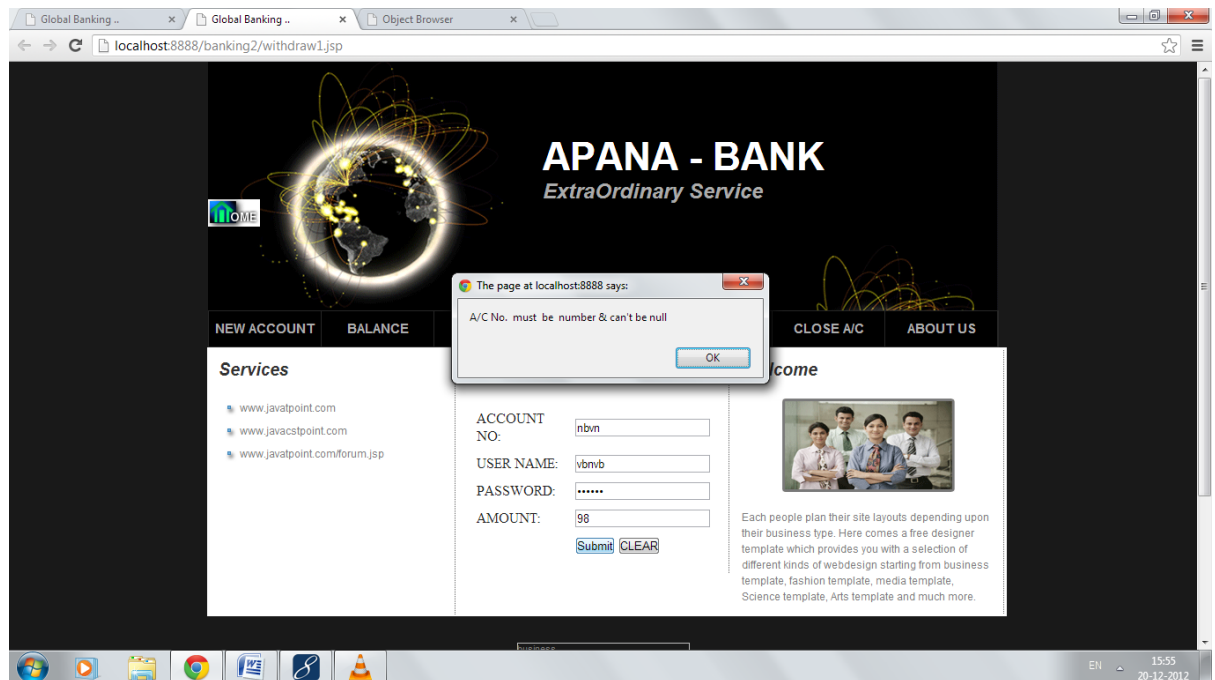 Global Banking ..
Global Banking ..
Object Browser
localhost:8888/banking2/withdraw1.jsp
APANA - BANK
ExtraOrdinary Service
HOME
The page at localhost:8888 says:
A/C No. must be number & can't be null
OK
NEW ACCOUNT
BALANCE
CLOSE A/C
ABOUT US
Services
lcome
www.javatpoint.com
www.javacstpoint.com
www.javatpoint.com/forum.jsp
ACCOUNT
NO:
nbvn
USER NAME:
vbnvb
PASSWORD:
••••••
AMOUNT:
98
Submit
CLEAR
Each people plan their site layouts depending upon
their business type. Here comes a free designer
template which provides you with a selection of
different kinds of webdesign starting from business
template, fashion template, media template,
Science template, Arts template and much more.
business
EN
15:55
20-12-2012